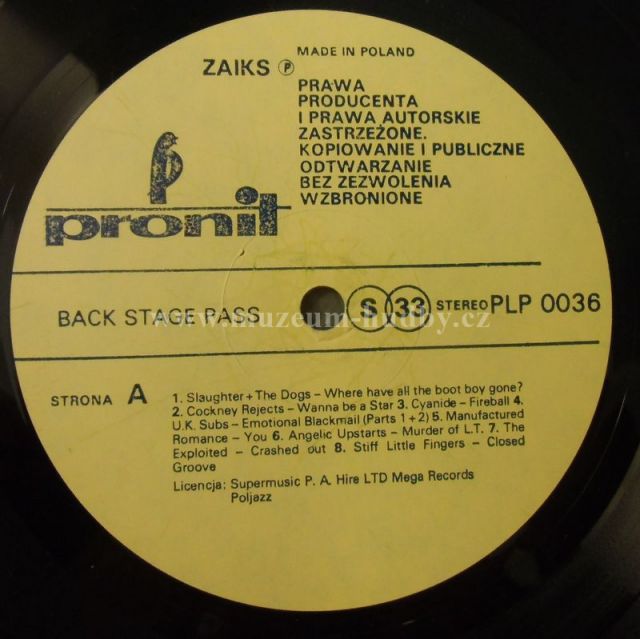 MADE IN POLAND
ZAIKS Ⓟ
PRAWA
PRODUCENTA
I PRAWA AUTORSKIE
ZASTRZEŻONE.
KOPIOWANIE I PUBLICZNE
ODTWARZANIE
BEZ ZEZWOLENIA
WZBRONIONE
pronit
BACK STAGE PASS S 33 STEREO PLP 0036
www.muzeum-hudby.cz
STRONA A
1. Slaughter + The Dogs – Where have all the boot boy gone?
2. Cockney Rejects – Wanna be a Star 3. Cyanide – Fireball 4.
U.K. Subs – Emotional Blackmail (Parts 1 + 2) 5. Manufactured
Romance – You 6. Angelic Upstarts – Murder of L.T. 7. The
Exploited – Crashed out 8. Stiff Little Fingers – Closed
Groove
Licencja: Supermusic P. A. Hire LTD Mega Records
Poljazz